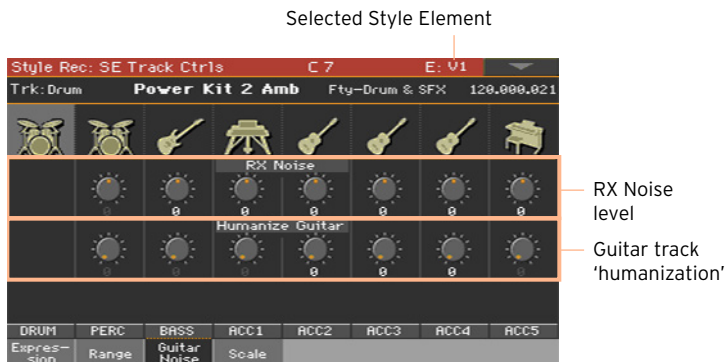 Selected Style Element
Style Rec: SE Track Ctrls C 7 E: V1
Trk: Drum Power Kit 2 Amb Fty-Drum & SFX 120.000.021
RX Noise
0 0 0 0 0 0 0
RX Noise level
Humanize Guitar
0 0 0 0 0 0 0
Guitar track 'humanization'
DRUM PERC BASS ACC1 ACC2 ACC3 ACC4 ACC5
Expres-sion Range Guitar Noise Scale